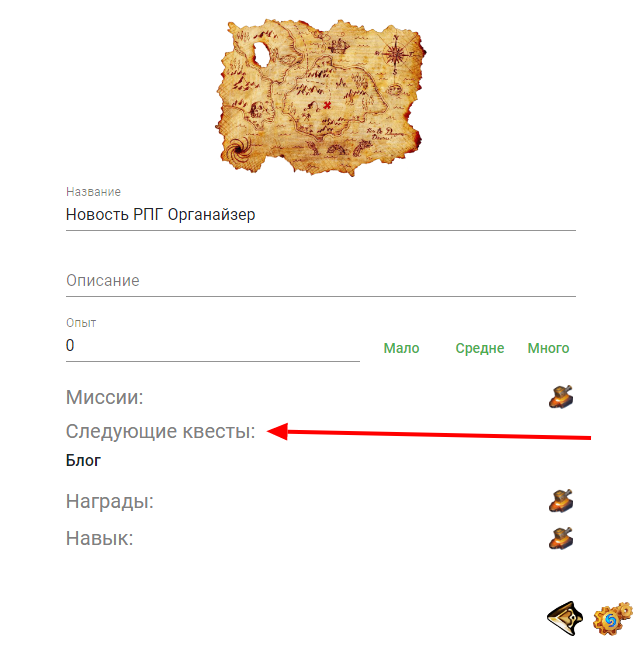 Название
Новость РПГ Органайзер
Описание
Опыт
0
Мало Средне Много
Миссии:
Следующие квесты:
Блог
Награды:
Навык: